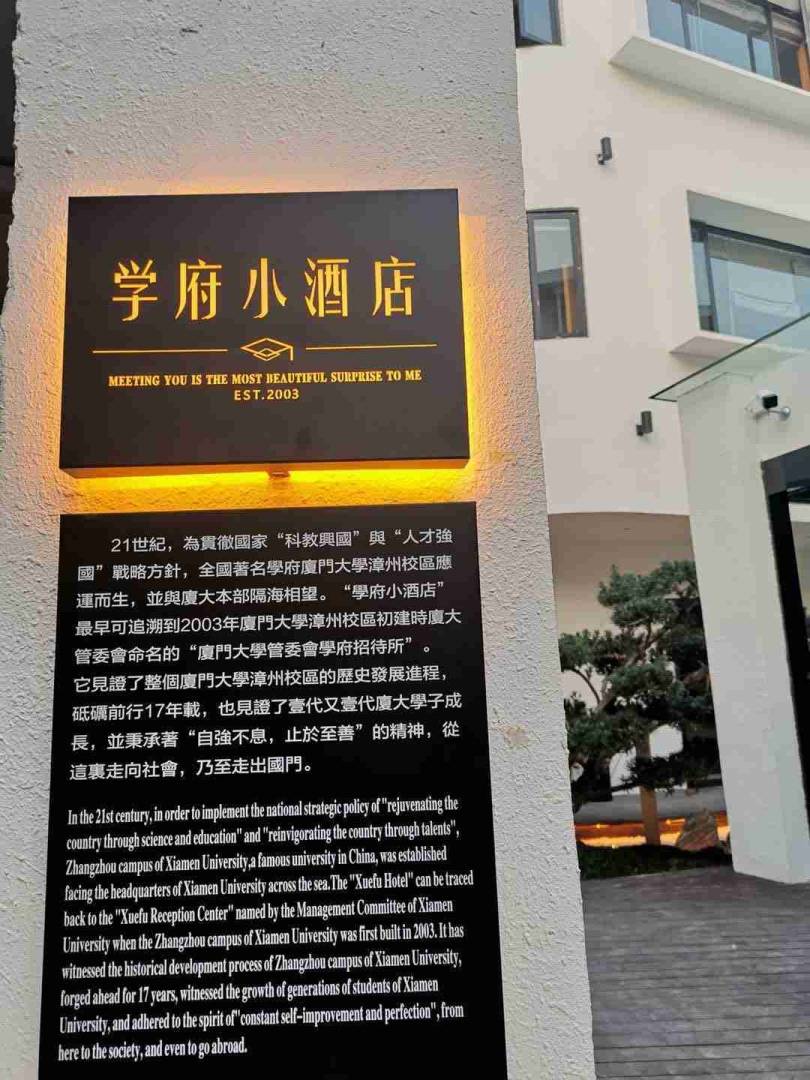 学府小酒店
MEETING YOU IS THE MOST BEAUTIFUL SURPRISE TO ME
EST.2003
21世紀，為貫徹國家“科教興國”與“人才強
國”戰略方針，全國著名學府廈門大學漳州校區應
運而生，並與廈大本部隔海相望。“學府小酒店”
最早可追溯到2003年廈門大學漳州校區初建時廈大
管委會命名的“廈門大學管委會學府招待所”。
它見證了整個廈門大學漳州校區的歷史發展進程，
砥礪前行17年載，也見證了壹代又壹代廈大學子成
長，並秉承著“自強不息，止於至善”的精神，從
這裏走向社會，乃至走出國門。
In the 21st century, in order to implement the national strategic policy of "rejuvenating the
country through science and education" and "reinvigorating the country through talents",
Zhangzhou campus of Xiamen University,a famous university in China, was established
facing the headquarters of Xiamen University across the sea.The "Xuefu Hotel" can be traced
back to the "Xuefu Reception Center" named by the Management Committee of Xiamen
University when the Zhangzhou campus of Xiamen University was first built in 2003. It has
witnessed the historical development process of Zhangzhou campus of Xiamen University,
forged ahead for 17 years, witnessed the growth of generations of students of Xiamen
University, and adhered to the spirit of"constant self-improvement and perfection", from
here to the society, and even to go abroad.